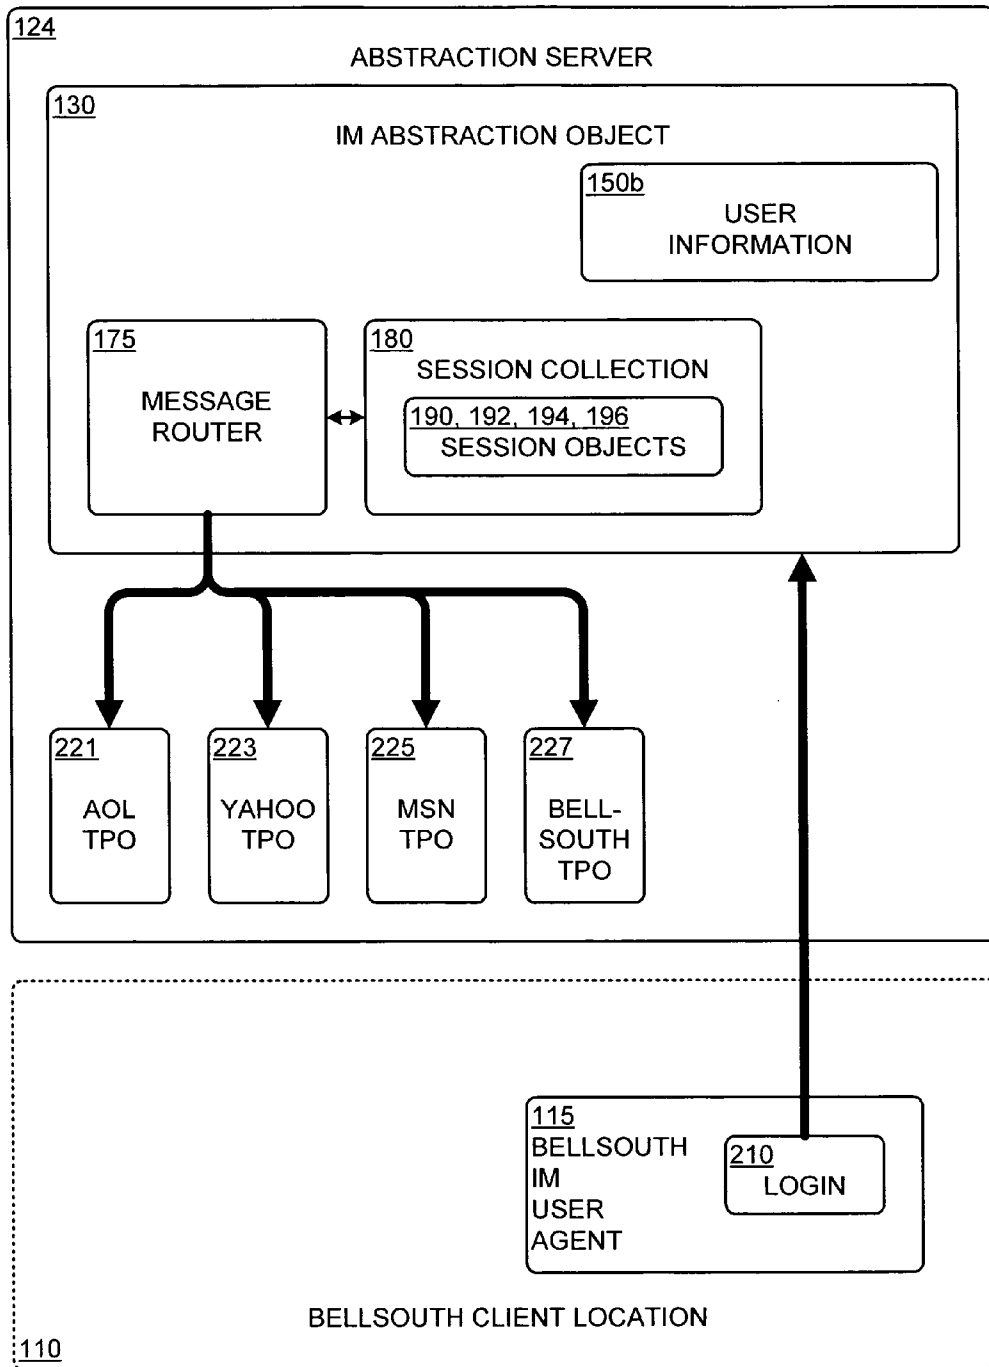 124
ABSTRACTION SERVER
130
IM ABSTRACTION OBJECT
150b
USER
INFORMATION
175
MESSAGE
ROUTER
180
SESSION COLLECTION
190, 192, 194, 196
SESSION OBJECTS
221
AOL
TPO
223
YAHOO
TPO
225
MSN
TPO
227
BELL-
SOUTH
TPO
115
BELLSOUTH
IM
USER
AGENT
210
LOGIN
BELLSOUTH CLIENT LOCATION
110